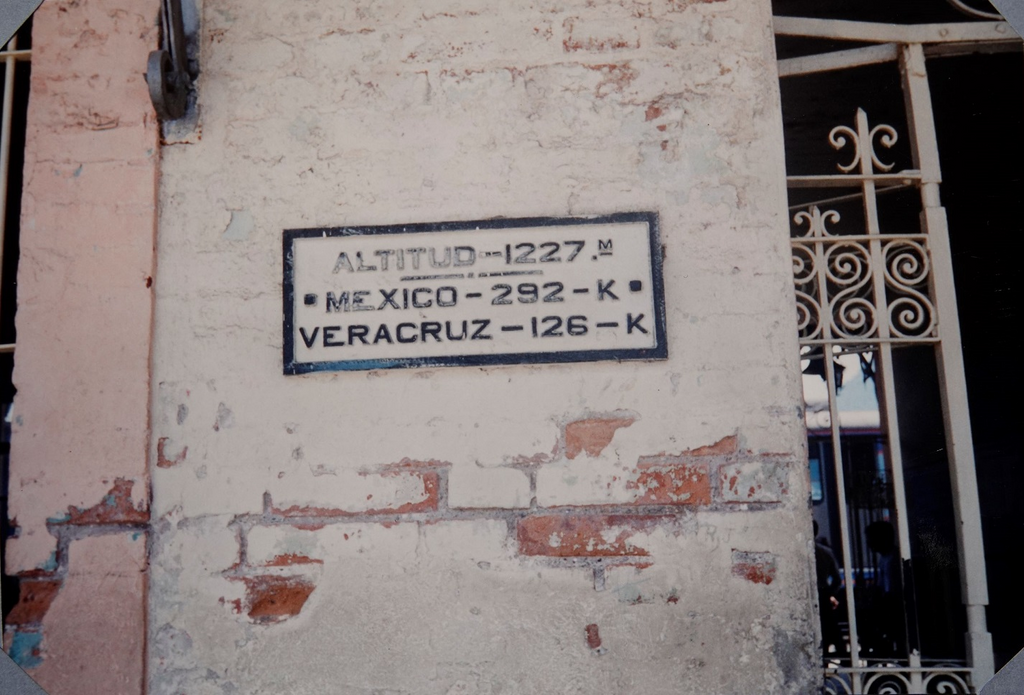 ALTITUD-1227.M
• MEXICO - 292 - K •
VERACRUZ - 126 - K